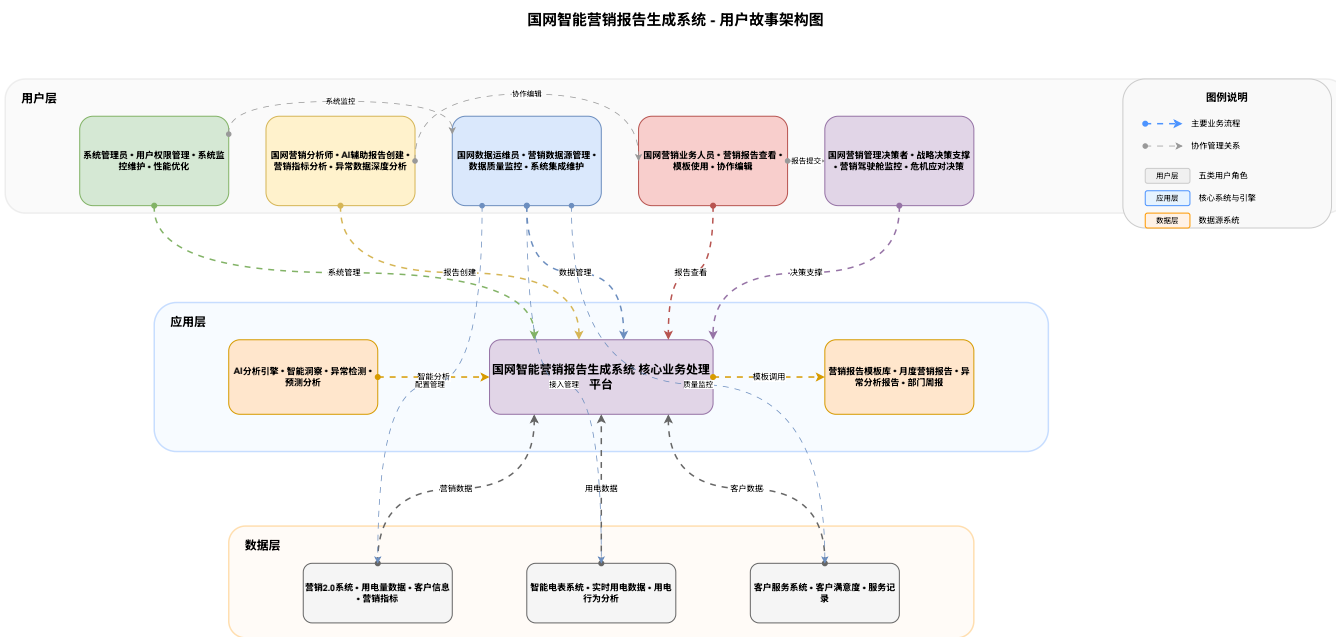 国网智能营销报告生成系统 - 用户故事架构图
用户层
系统监控
协作编辑
图例说明
主要业务流程
协作管理关系
用户层
五类用户角色
应用层
核心系统与引擎
数据层
数据源系统
系统管理员 • 用户权限管理 • 系统监
控维护 • 性能优化
国网营销分析师 • AI辅助报告创建 •
营销指标分析 • 异常数据深度分析
国网数据运维员 • 营销数据源管理 •
数据质量监控 • 系统集成维护
国网营销业务人员 • 营销报告查看 •
模板使用 • 协作编辑
报告提交
国网营销管理决策者 • 战略决策支撑
• 营销驾驶舱监控 • 危机应对决策
系统管理
报告创建
数据管理
报告查看
决策支撑
应用层
AI分析引擎 • 智能洞察 • 异常检测 •
预测分析
智能分析
配置管理
国网智能营销报告生成系统 核心业务处理
平台
接入管理
质量监控
模板调用
营销报告模板库 • 月度营销报告 • 异
常分析报告 • 部门周报
营销数据
用电数据
客户数据
数据层
营销2.0系统 • 用电量数据 • 客户信息
• 营销指标
智能电表系统 • 实时用电数据 • 用电
行为分析
客户服务系统 • 客户满意度 • 服务记
录